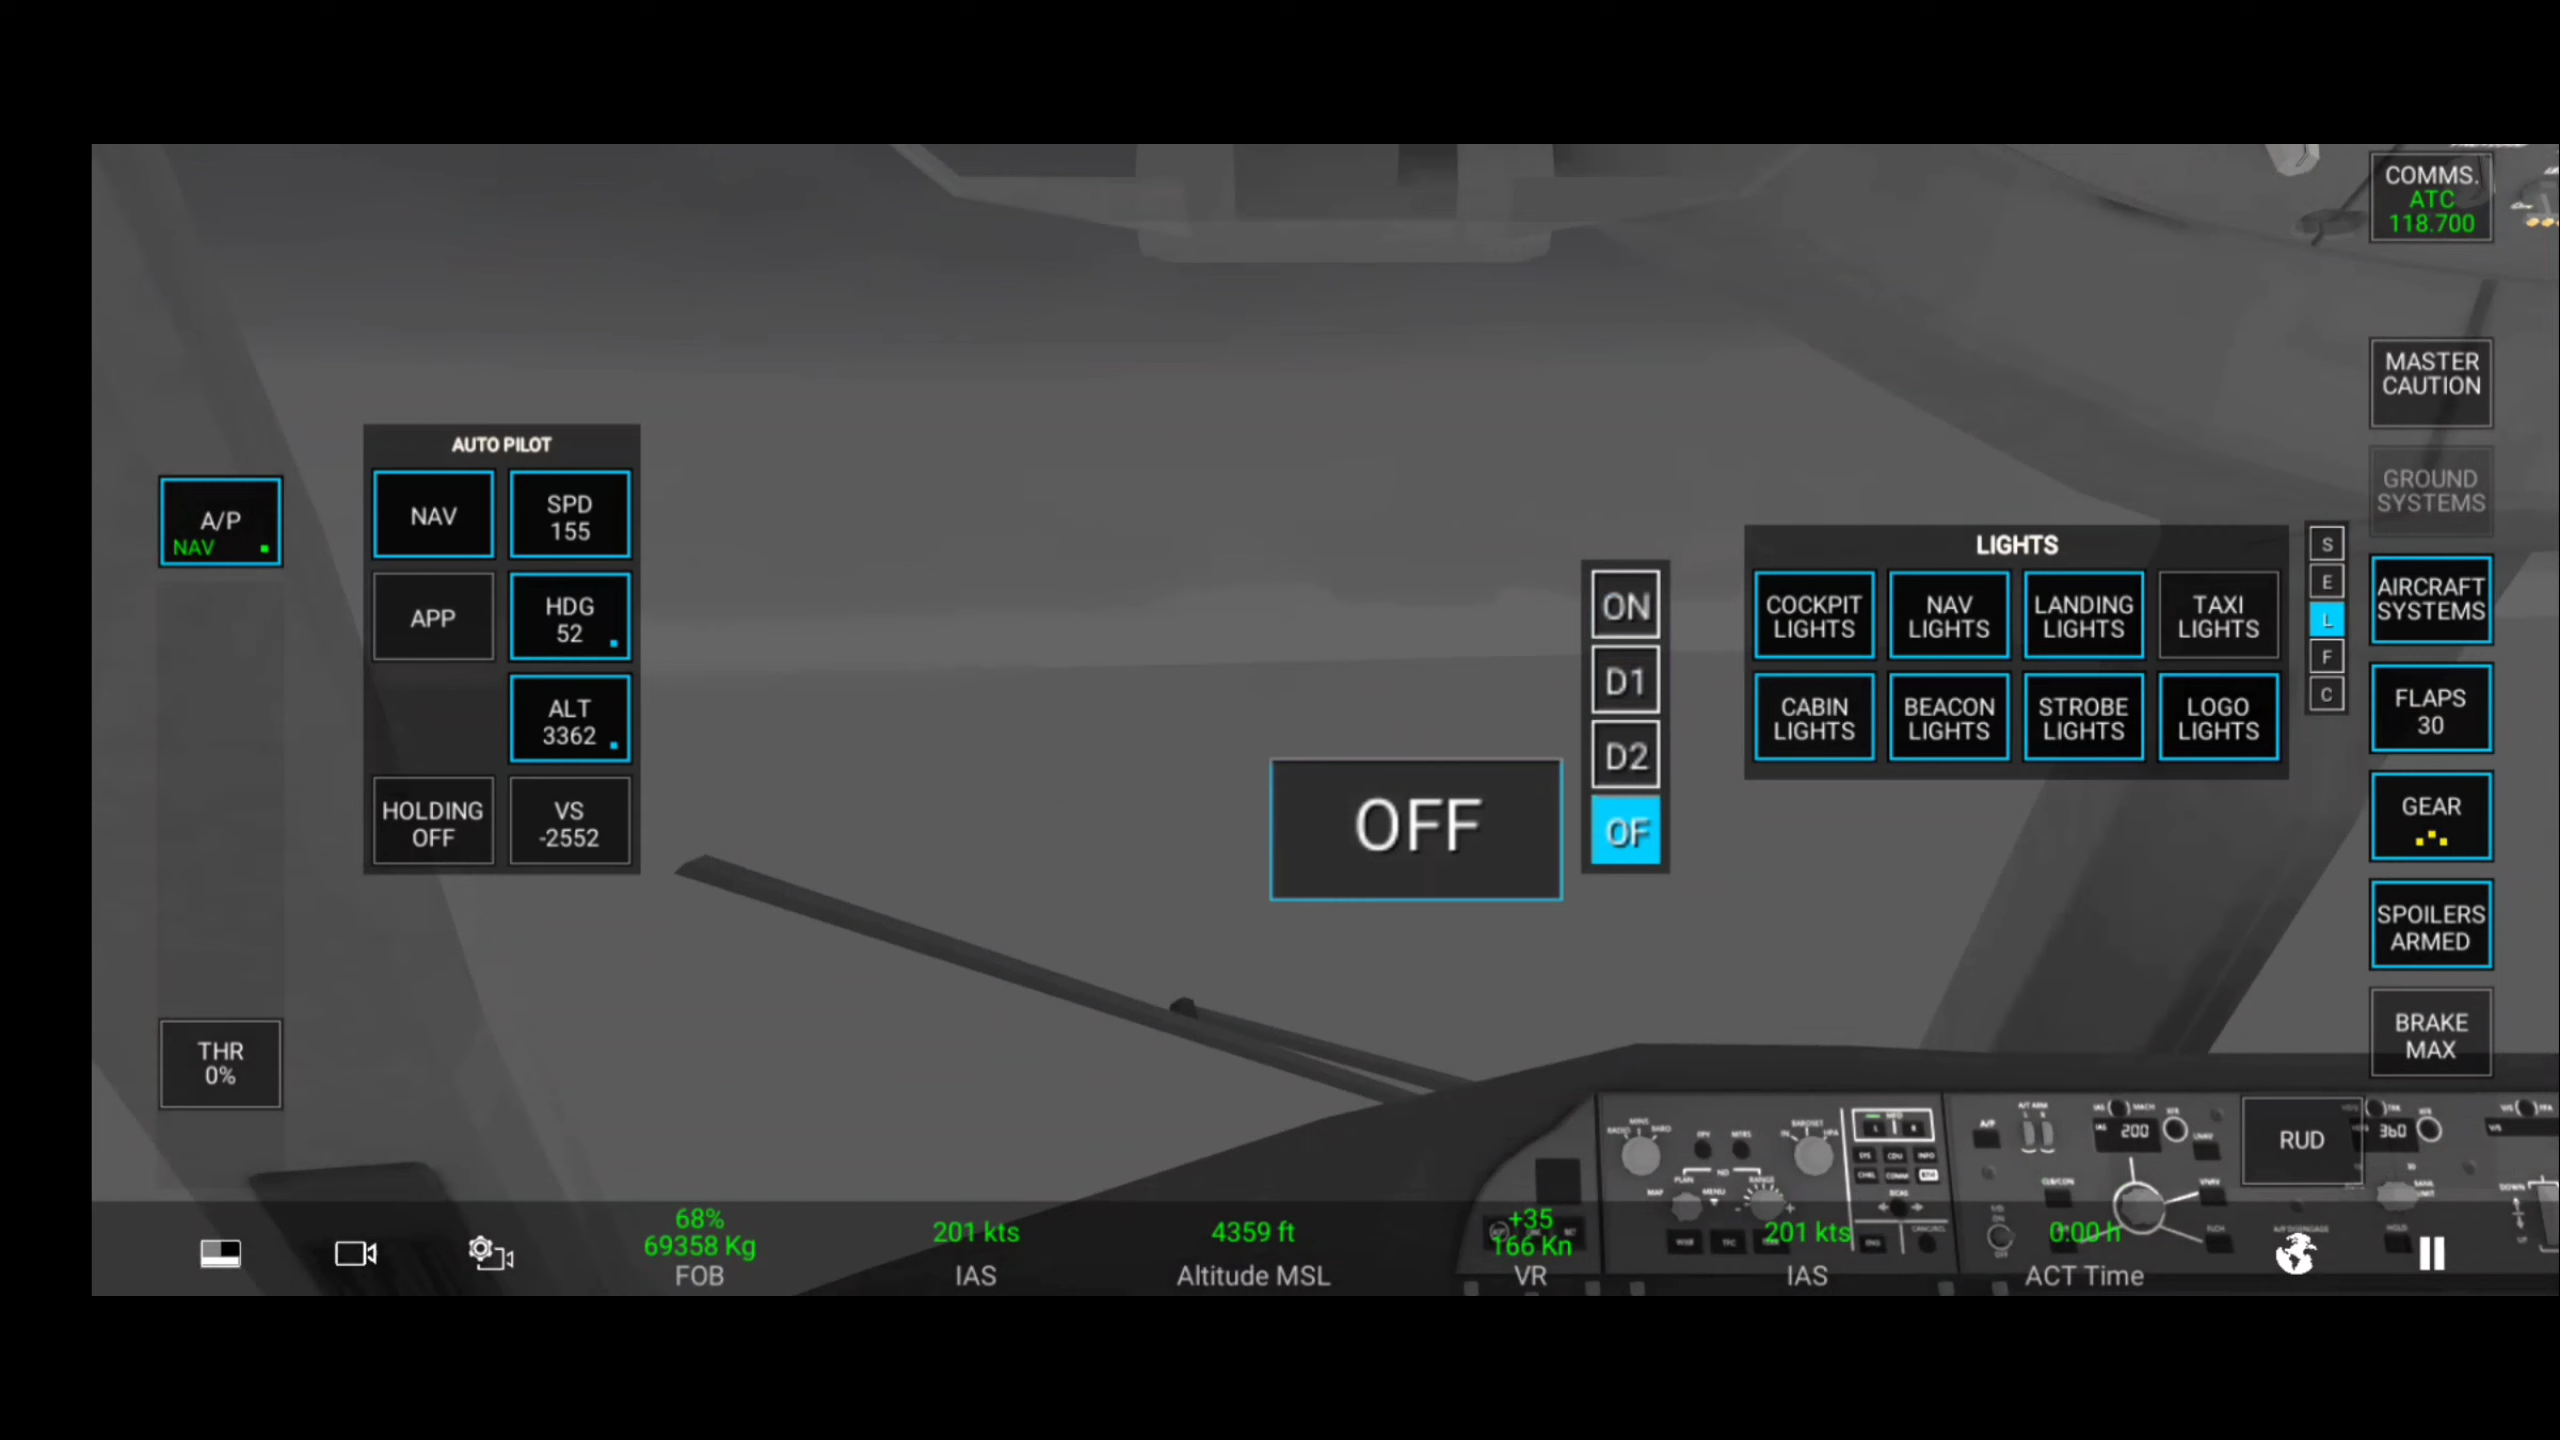 COMMS.
ATC
118.700
MASTER
CAUTION
GROUND
SYSTEMS
AUTO PILOT
NAV
SPD
155
A/P
NAV
APP
HDG
52
ALT
3362
HOLDING
OFF
VS
-2552
OFF
ON
D1
D2
OF
LIGHTS
COCKPIT
LIGHTS
NAV
LIGHTS
LANDING
LIGHTS
TAXI
LIGHTS
CABIN
LIGHTS
BEACON
LIGHTS
STROBE
LIGHTS
LOGO
LIGHTS
S
E
L
F
C
AIRCRAFT
SYSTEMS
FLAPS
30
GEAR
SPOILERS
ARMED
BRAKE
MAX
THR
0%
RUD
200
360
68%
69358 Kg
FOB
201 kts
IAS
4359 ft
Altitude MSL
+35
166 Kn
VR
201 kts
IAS
0:00 h
ACT Time